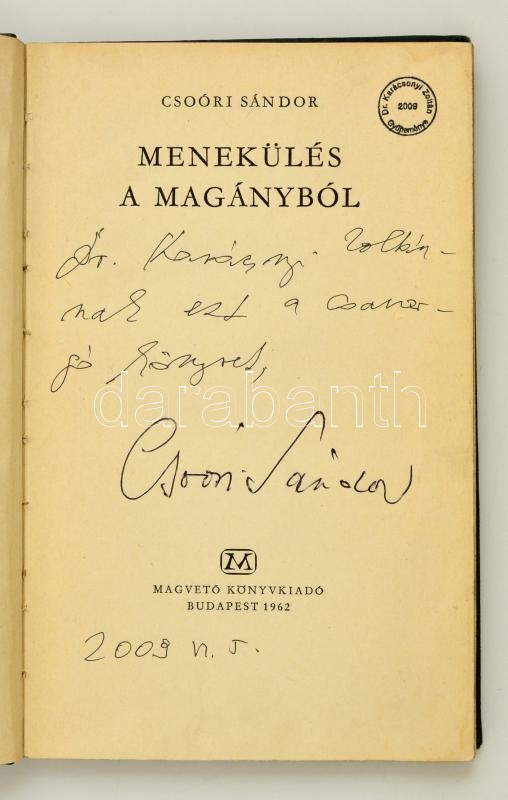 CSOÓRI SÁNDOR
Dr. Karácsonyi Zoltán
2009
Gyűjteménye
MENEKÜLÉS
A MAGÁNYBÓL
Dr. Karácsonyi Zoltán-
nak ezt a csavar-
gó könyvet,
darabanth
Csoóri Sándor
M
MAGVETŐ KÖNYVKIADÓ
BUDAPEST 1962
2009 VI. 5.